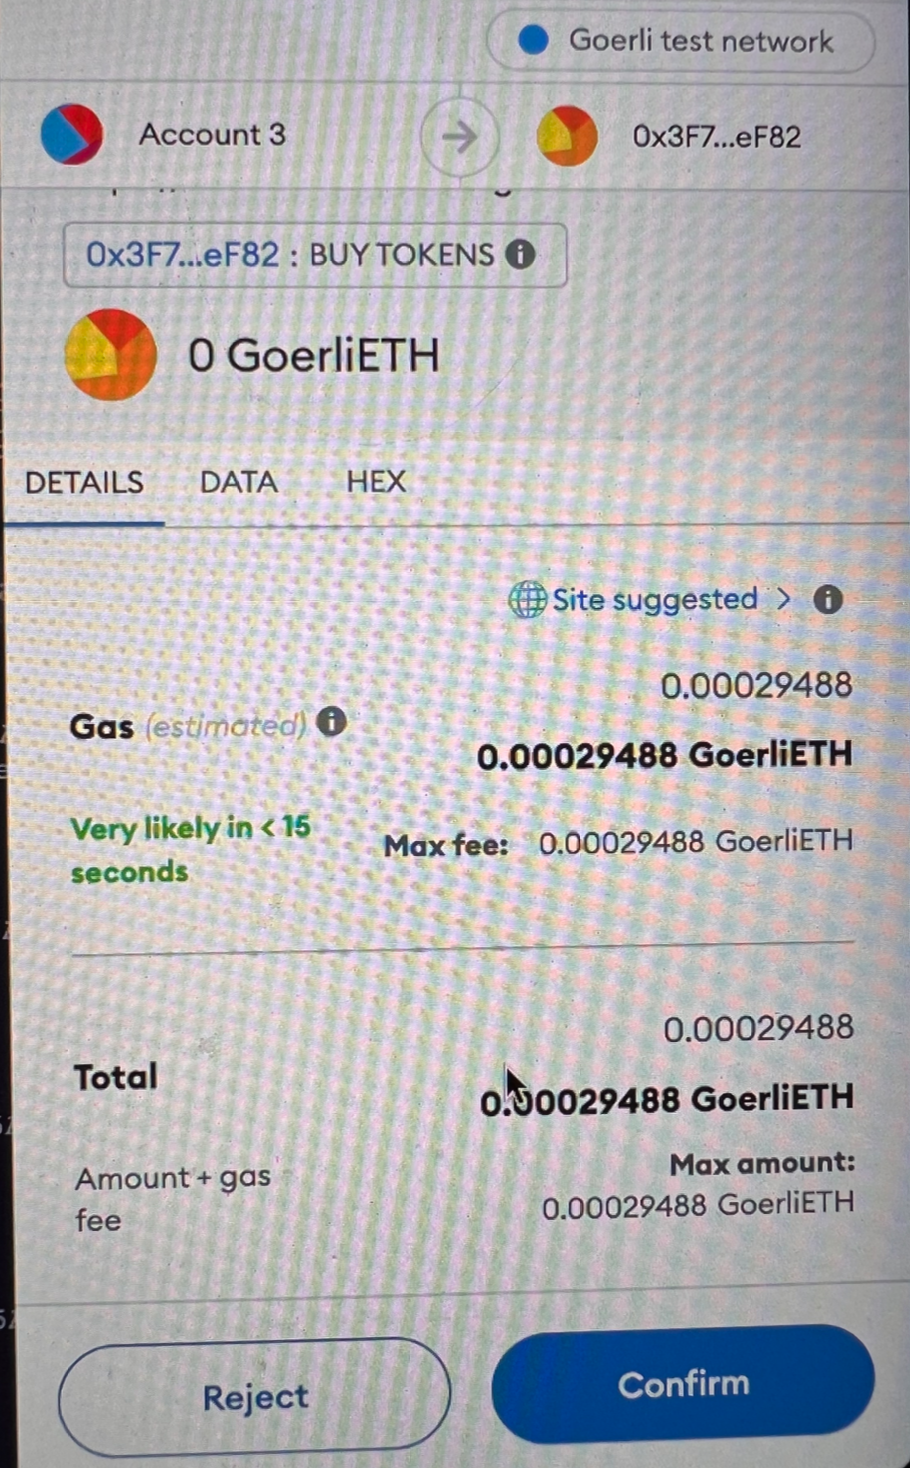 Goerli test network
Account 3
0x3F7...eF82
0x3F7...eF82 : BUY TOKENS
0 GoerliETH
DETAILS DATA HEX
Site suggested >
0.00029488
Gas (estimated)
0.00029488 GoerliETH
Very likely in < 15
seconds
Max fee: 0.00029488 GoerliETH
0.00029488
Total
0.00029488 GoerliETH
Amount + gas
fee
Max amount:
0.00029488 GoerliETH
Reject
Confirm